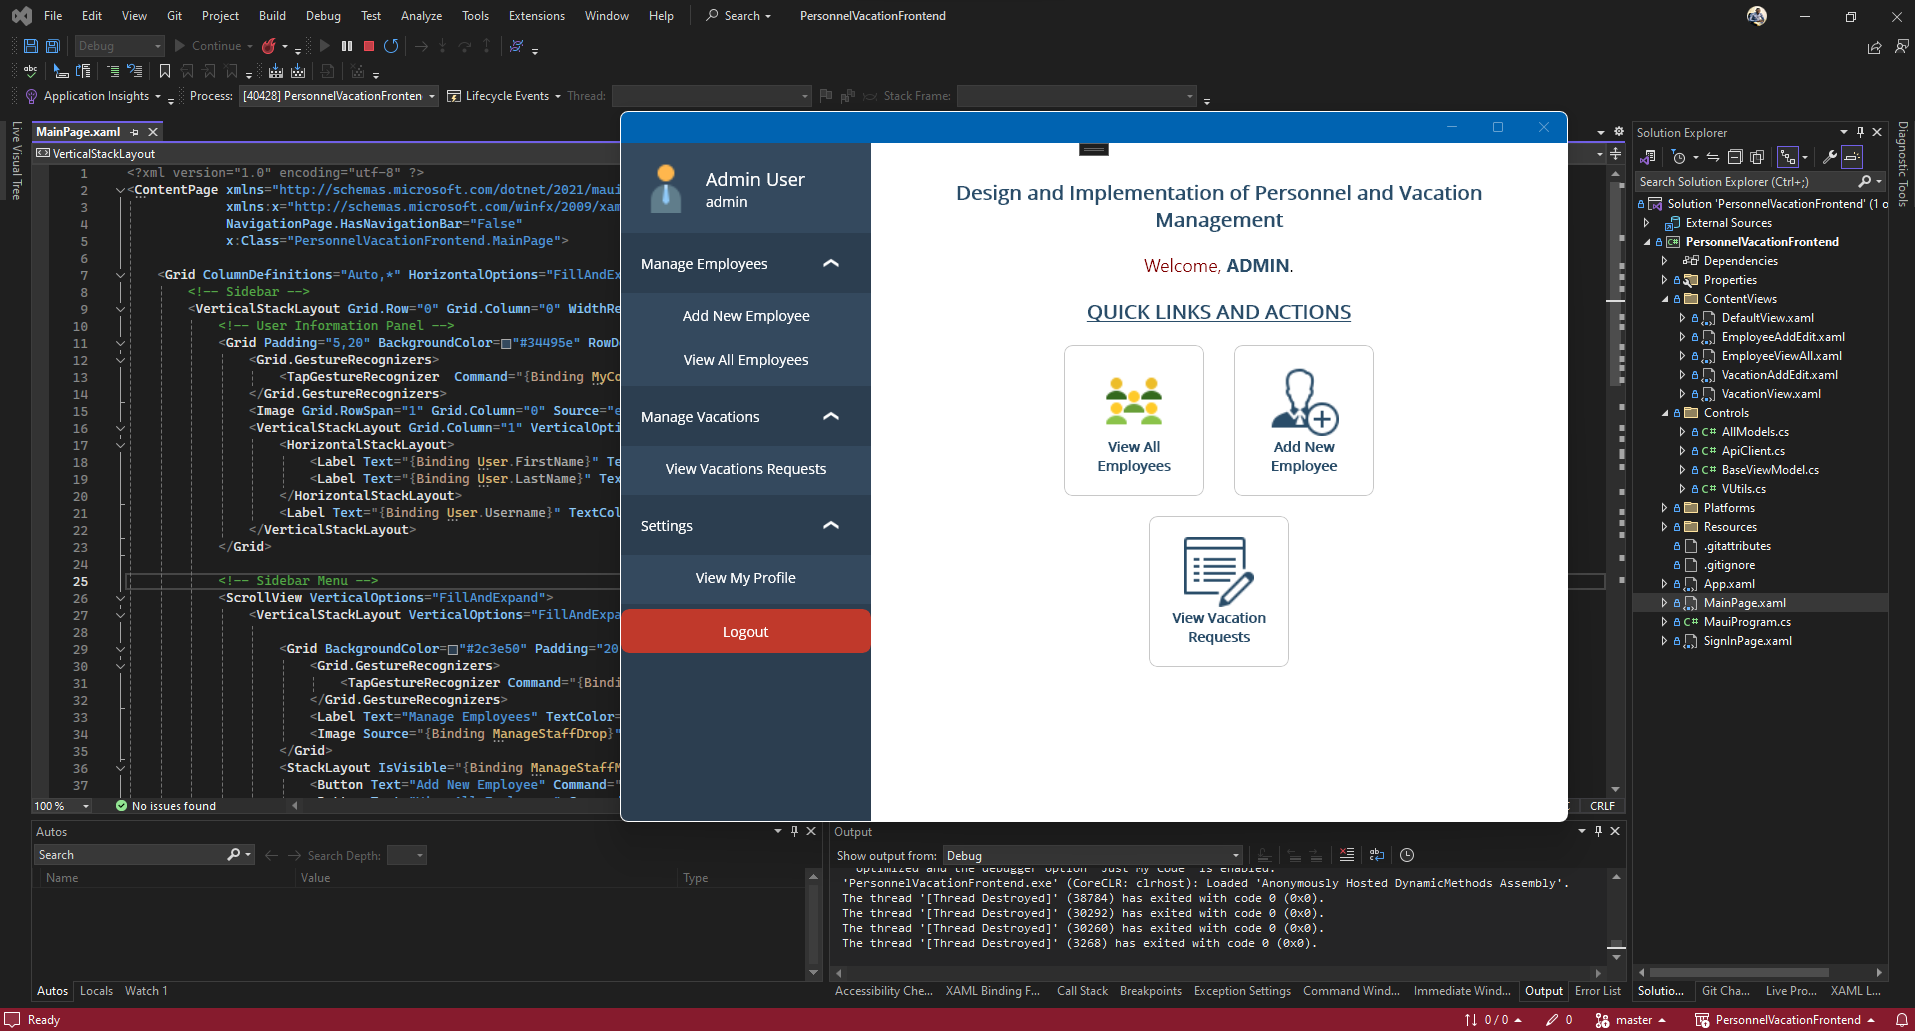 File Edit View Git Project Build Debug Test Analyze Tools Extensions Window Help Search PersonnelVacationFrontend
Debug Continue
Application Insights Process: [40428] PersonnelVacationFronten Lifecycle Events Thread: Stack Frame:
Live Visual Tree
MainPage.xaml
VerticalStackLayout
1 <?xml version="1.0" encoding="utf-8" ?>
2 <ContentPage xmlns="http://schemas.microsoft.com/dotnet/2021/maui
3 xmlns:x="http://schemas.microsoft.com/winfx/2009/xam
4 NavigationPage.HasNavigationBar="False"
5 x:Class="PersonnelVacationFrontend.MainPage">
6
7 <Grid ColumnDefinitions="Auto,*" HorizontalOptions="FillAndEx
8 <!-- Sidebar -->
9 <VerticalStackLayout Grid.Row="0" Grid.Column="0" WidthRe
10 <!-- User Information Panel -->
11 <Grid Padding="5,20" BackgroundColor="#34495e" RowDe
12 <Grid.GestureRecognizers>
13 <TapGestureRecognizer Command="{Binding MyCo
14 </Grid.GestureRecognizers>
15 <Image Grid.RowSpan="1" Grid.Column="0" Source="e
16 <VerticalStackLayout Grid.Column="1" VerticalOpti
17 <HorizontalStackLayout>
18 <Label Text="{Binding User.FirstName}" Te
19 <Label Text="{Binding User.LastName}" Tex
20 </HorizontalStackLayout>
21 <Label Text="{Binding User.Username}" TextCol
22 </VerticalStackLayout>
23 </Grid>
24
25 <!-- Sidebar Menu -->
26 <ScrollView VerticalOptions="FillAndExpand">
27 <VerticalStackLayout VerticalOptions="FillAndExpa
28
29 <Grid BackgroundColor="#2c3e50" Padding="20
30 <Grid.GestureRecognizers>
31 <TapGestureRecognizer Command="{Bindi
32 </Grid.GestureRecognizers>
33 <Label Text="Manage Employees" TextColor=
34 <Image Source="{Binding ManageStaffDrop}"
35 </Grid>
36 <StackLayout IsVisible="{Binding ManageStaffM
37 <Button Text="Add New Employee" Command="
100 % No issues found
CRLF
Admin User
admin
Manage Employees
Add New Employee
View All Employees
Manage Vacations
View Vacations Requests
Settings
View My Profile
Logout
Design and Implementation of Personnel and Vacation
Management
Welcome, ADMIN.
QUICK LINKS AND ACTIONS
View All
Employees
Add New
Employee
View Vacation
Requests
Solution Explorer
Search Solution Explorer (Ctrl+;)
Solution 'PersonnelVacationFrontend' (1 o
External Sources
PersonnelVacationFrontend
Dependencies
Properties
ContentViews
DefaultView.xaml
EmployeeAddEdit.xaml
EmployeeViewAll.xaml
VacationAddEdit.xaml
VacationView.xaml
Controls
C# AllModels.cs
C# ApiClient.cs
C# BaseViewModel.cs
C# VUtils.cs
Platforms
Resources
.gitattributes
.gitignore
App.xaml
MainPage.xaml
C# MauiProgram.cs
SignInPage.xaml
Diagnostic Tools
Autos
Search Search Depth:
Name Value Type
Autos Locals Watch 1
Output
Show output from: Debug
optimized and the debugger option 'Just My Code' is enabled.
'PersonnelVacationFrontend.exe' (CoreCLR: clrhost): Loaded 'Anonymously Hosted DynamicMethods Assembly'.
The thread '[Thread Destroyed]' (38784) has exited with code 0 (0x0).
The thread '[Thread Destroyed]' (30292) has exited with code 0 (0x0).
The thread '[Thread Destroyed]' (30260) has exited with code 0 (0x0).
The thread '[Thread Destroyed]' (3268) has exited with code 0 (0x0).
Accessibility Che... XAML Binding F... Call Stack Breakpoints Exception Settings Command Wind... Immediate Wind... Output Error List
Solutio... Git Cha... Live Pro... XAML L...
Ready 0 / 0 0 master PersonnelVacationFrontend